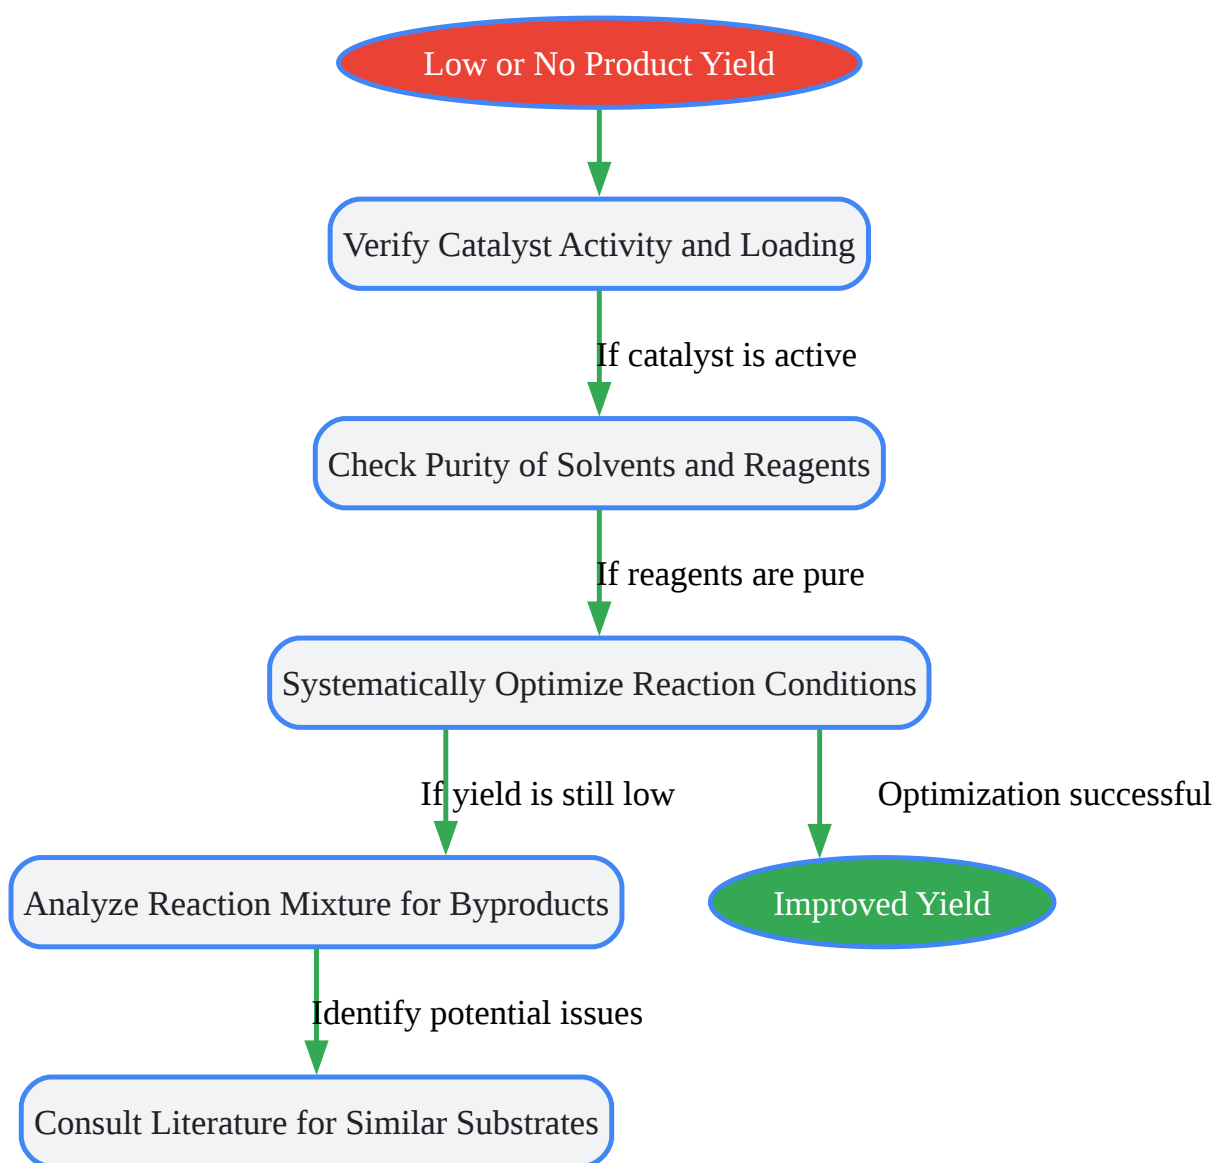 Low or No Product Yield
Verify Catalyst Activity and Loading
If catalyst is active
Check Purity of Solvents and Reagents
If reagents are pure
Systematically Optimize Reaction Conditions
If yield is still low
Optimization successful
Analyze Reaction Mixture for Byproducts
Improved Yield
Identify potential issues
Consult Literature for Similar Substrates